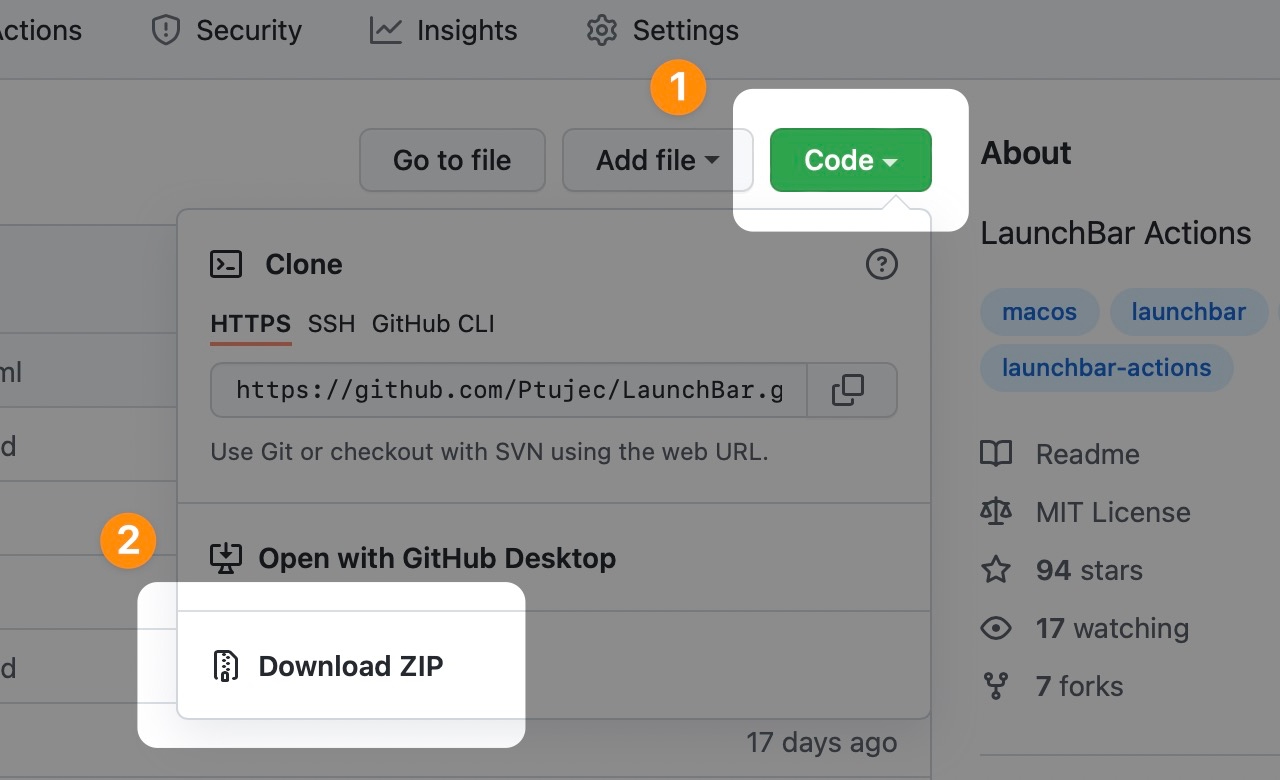 ctions Security Insights Settings
1
Go to file Add file Code
About
LaunchBar Actions
macos launchbar
launchbar-actions
Clone
HTTPS SSH GitHub CLI
https://github.com/Ptujec/LaunchBar.g
Use Git or checkout with SVN using the web URL.
2
Open with GitHub Desktop
Download ZIP
ml
d
d
17 days ago
Readme
MIT License
94 stars
17 watching
7 forks